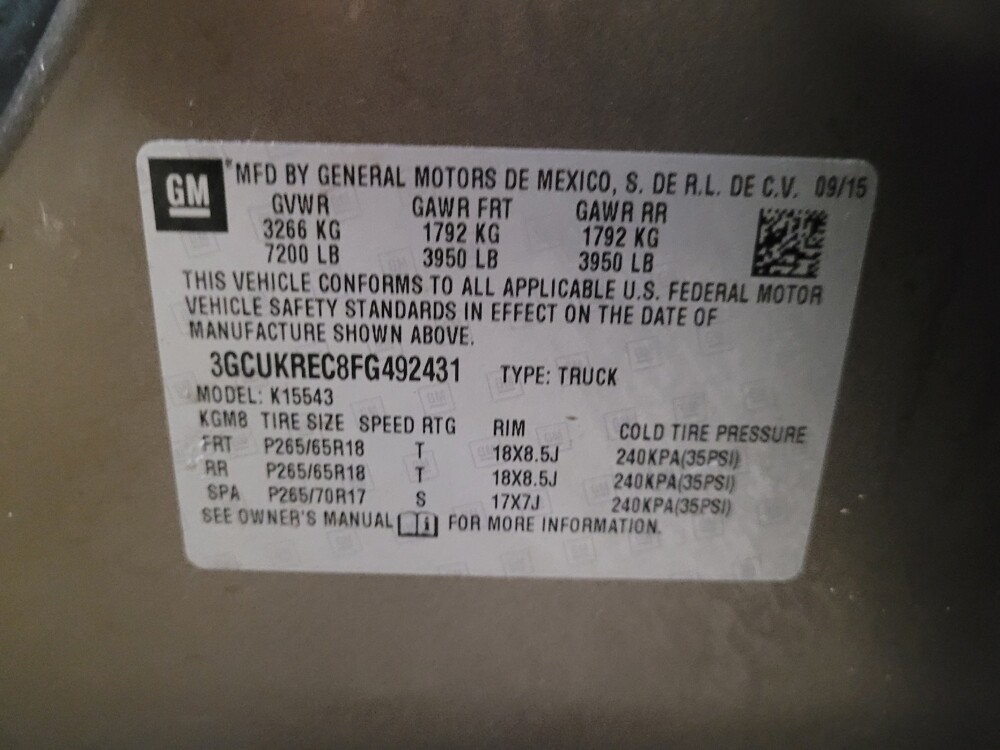 GM
*MFD BY GENERAL MOTORS DE MEXICO, S. DE R.L. DE C.V. 09/15
GVWR GAWR FRT GAWR RR
3266 KG 1792 KG 1792 KG
7200 LB 3950 LB 3950 LB
THIS VEHICLE CONFORMS TO ALL APPLICABLE U.S. FEDERAL MOTOR
VEHICLE SAFETY STANDARDS IN EFFECT ON THE DATE OF
MANUFACTURE SHOWN ABOVE.
3GCUKREC8FG492431 TYPE: TRUCK
MODEL: K15543
KGM8 TIRE SIZE SPEED RTG RIM COLD TIRE PRESSURE
FRT P265/65R18 T 18X8.5J 240KPA(35PSI)
RR P265/65R18 T 18X8.5J 240KPA(35PSI)
SPA P265/70R17 S 17X7J 240KPA(35PSI)
SEE OWNER'S MANUAL i FOR MORE INFORMATION.